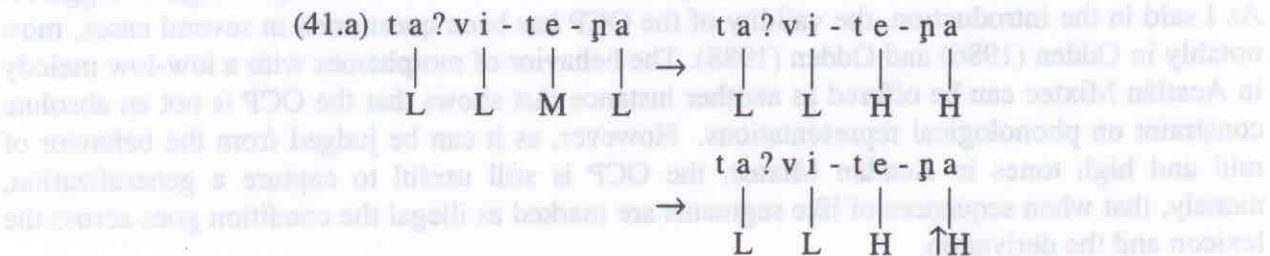 (41.a) t a ? v i - t e - ɲ a → t a ? v i - t e - ɲ a
L L M L L L H H
→ t a ? v i - t e - ɲ a
L L H ↑H